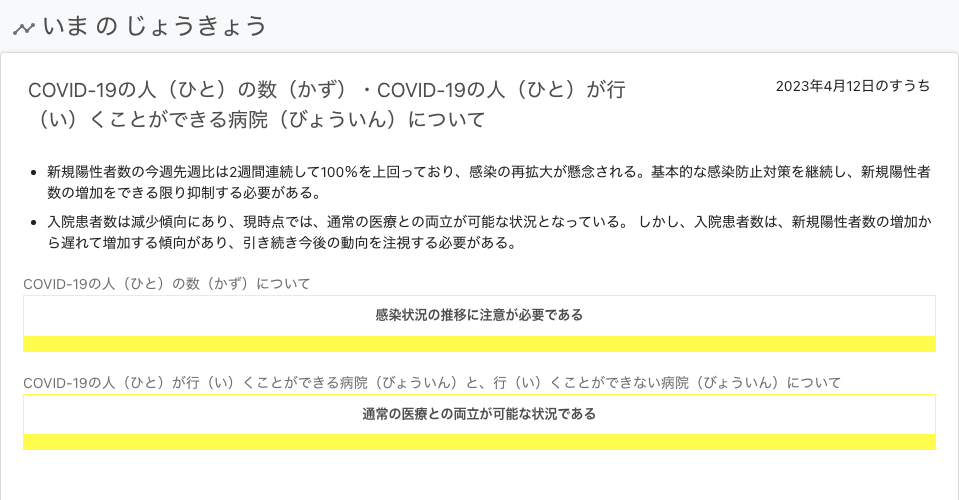 いま の じょうきょう
COVID-19の人（ひと）の数（かず）・COVID-19の人（ひと）が行
（い）くことができる病院（びょういん）について
2023年4月12日のすうち
新規陽性者数の今週先週比は2週間連続して100％を上回っており、感染の再拡大が懸念される。基本的な感染防止対策を継続し、新規陽性者
数の増加をできる限り抑制する必要がある。
入院患者数は減少傾向にあり、現時点では、通常の医療との両立が可能な状況となっている。 しかし、入院患者数は、新規陽性者数の増加か
ら遅れて増加する傾向があり、引き続き今後の動向を注視する必要がある。
COVID-19の人（ひと）の数（かず）について
感染状況の推移に注意が必要である
COVID-19の人（ひと）が行（い）くことができる病院（びょういん）と、行（い）くことができない病院（びょういん）について
通常の医療との両立が可能な状況である